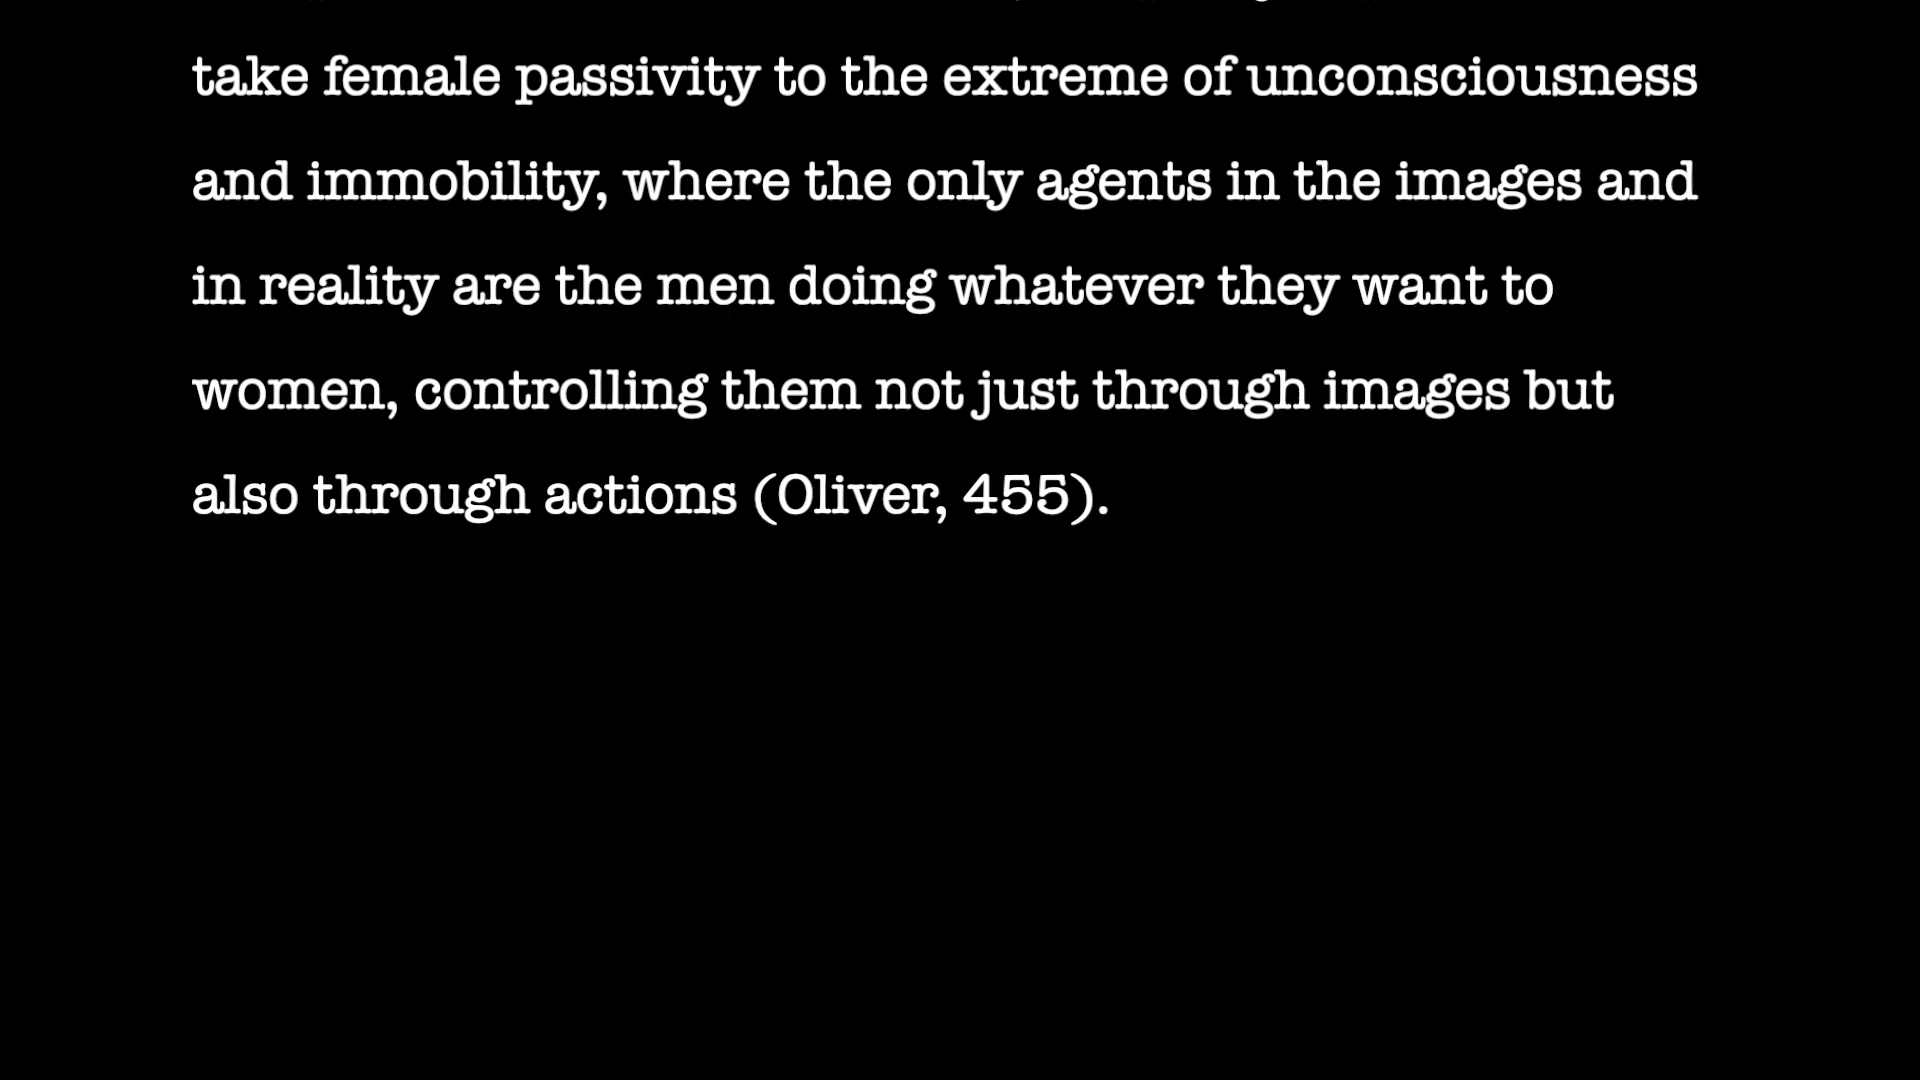 take female passivity to the extreme of unconsciousness
and immobility, where the only agents in the images and
in reality are the men doing whatever they want to
women, controlling them not just through images but
also through actions (Oliver, 455).